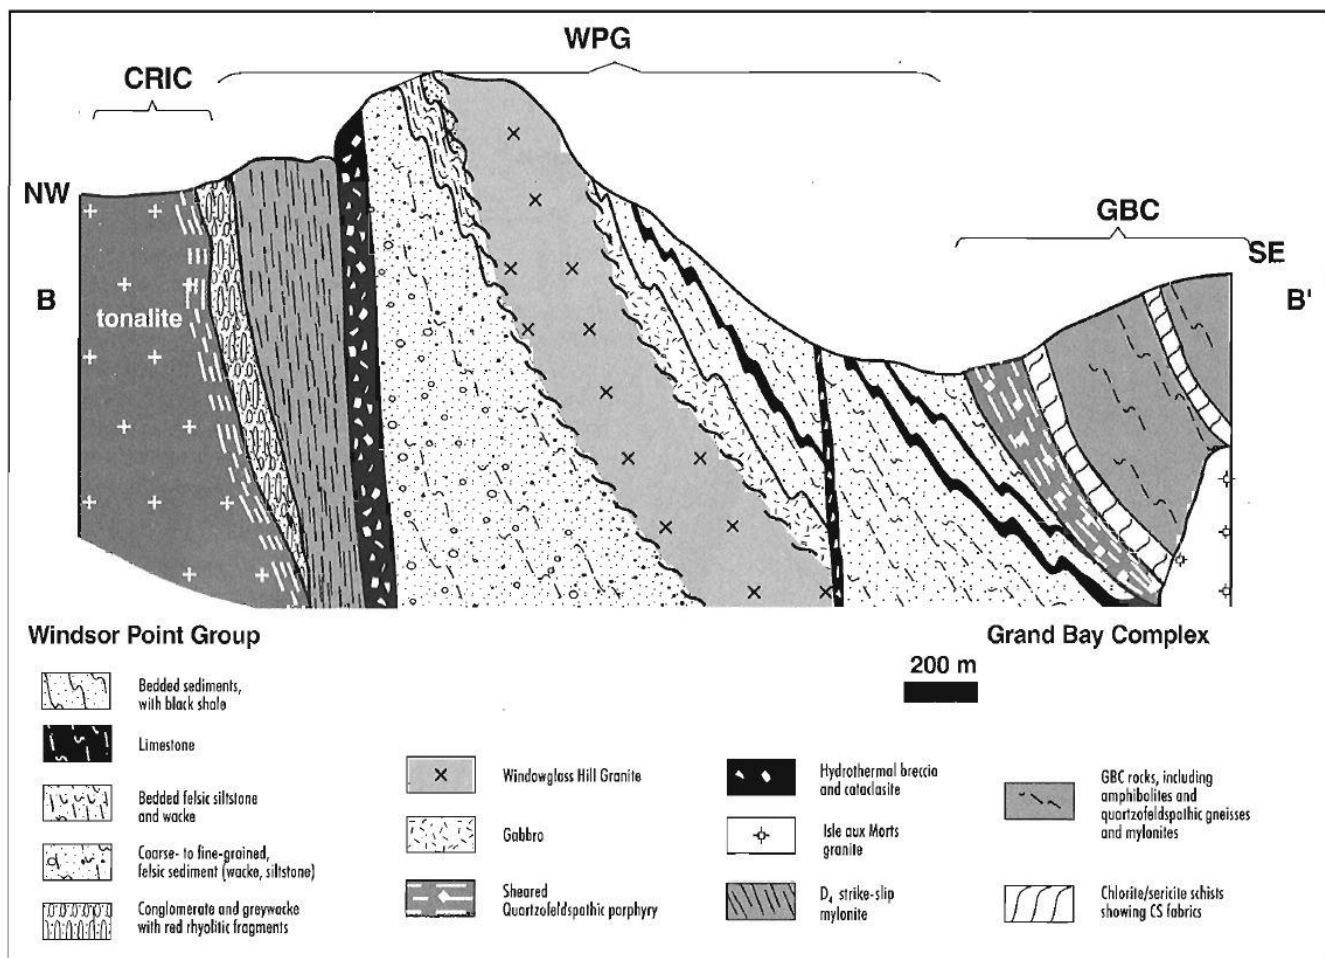 WPG
CRIC
GBC
NW
SE
B
B'
tonalite
Windsor Point Group
Grand Bay Complex
200 m
Bedded sediments,
with black shale
Limestone
Bedded felsic siltstone
and wacke
Coarse- to fine-grained,
felsic sediment (wacke, siltstone)
Conglomerate and greywacke
with red rhyolitic fragments
Windowglass Hill Granite
Gabbro
Sheared
Quartzofeldspathic porphyry
Hydrothermal breccia
and cataclasite
Isle aux Morts
granite
D4 strike-slip
mylonite
GBC rocks, including
amphibolites and
quartzofeldspathic gneisses
and mylonites
Chlorite/sericite schists
showing CS fabrics